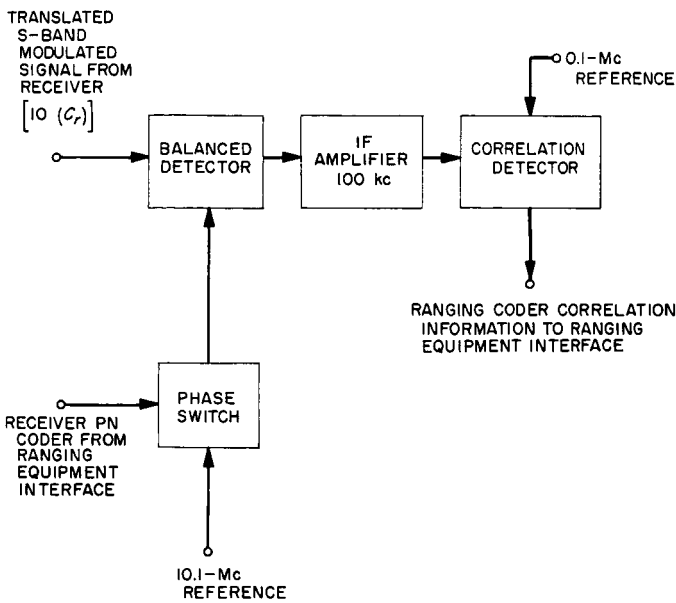 TRANSLATED
S-BAND
MODULATED
SIGNAL FROM
RECEIVER
[10 (Cr)]
BALANCED
DETECTOR
IF
AMPLIFIER
100 kc
0.1-Mc
REFERENCE
CORRELATION
DETECTOR
RANGING CODER CORRELATION
INFORMATION TO RANGING
EQUIPMENT INTERFACE
PHASE
SWITCH
RECEIVER PN
CODER FROM
RANGING
EQUIPMENT
INTERFACE
10.1-Mc
REFERENCE